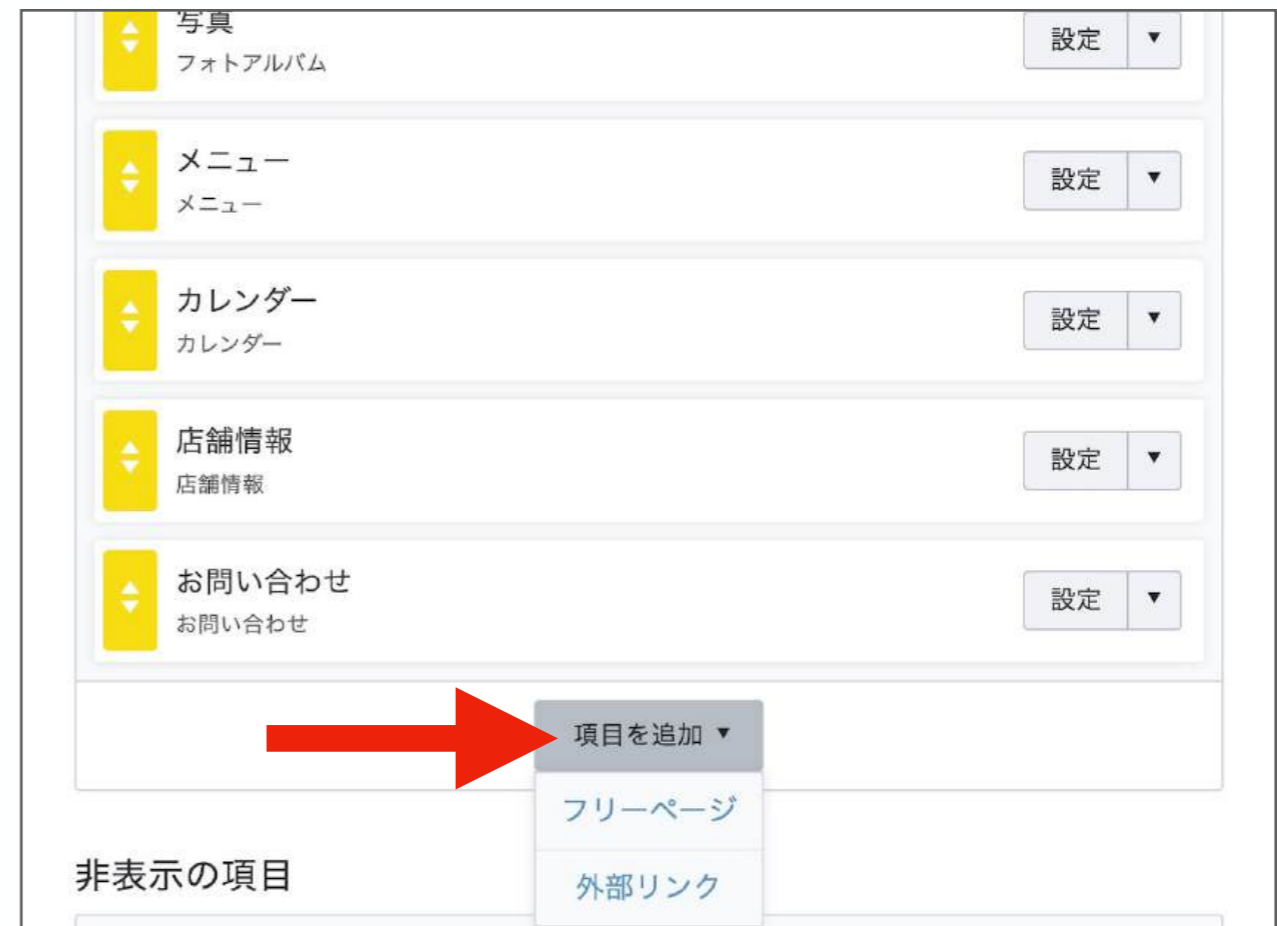 写真
フォトアルバム
設定 ▼
メニュー
メニュー
設定 ▼
カレンダー
カレンダー
設定 ▼
店舗情報
店舗情報
設定 ▼
お問い合わせ
お問い合わせ
設定 ▼
項目を追加 ▼
フリーページ
外部リンク
非表示の項目